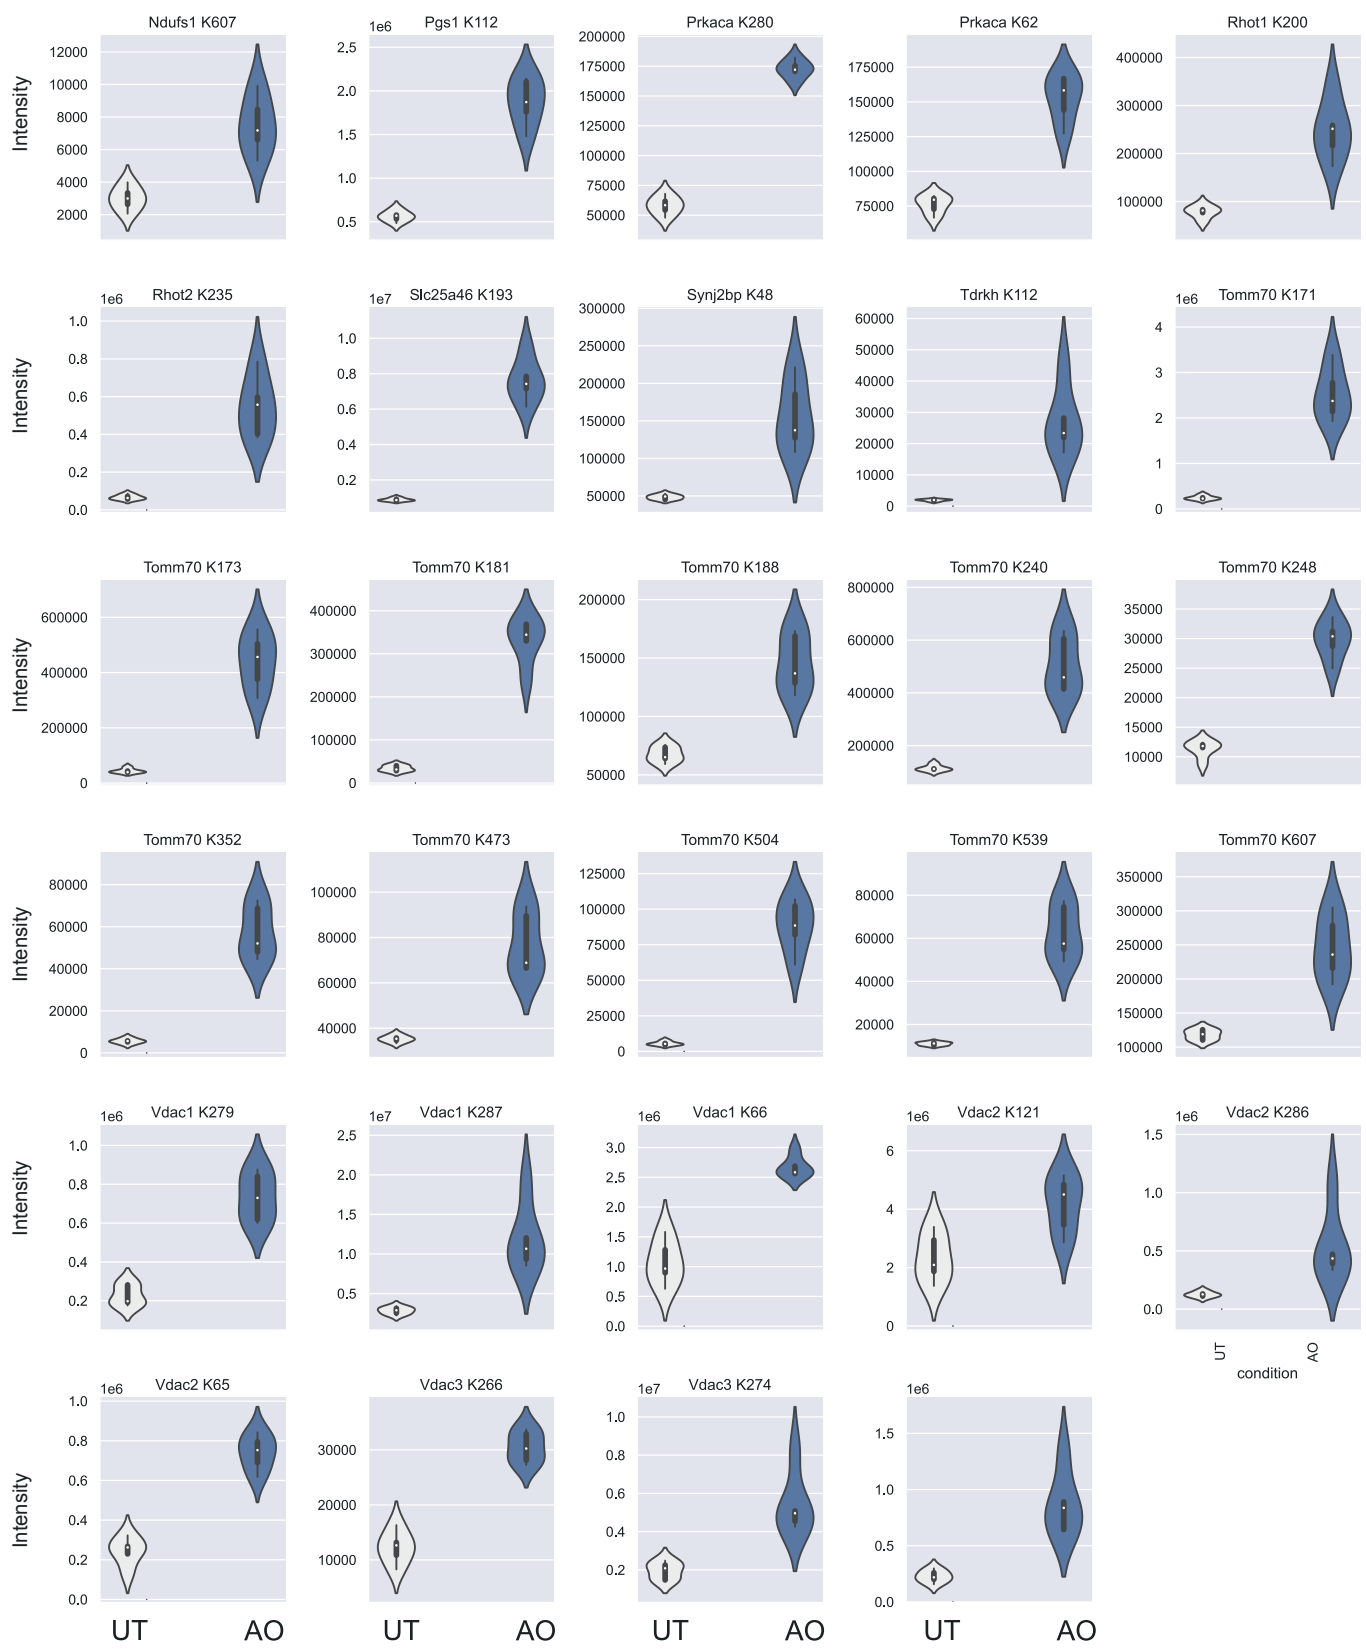 Ndufs1 K607
Intensity
12000
10000
8000
6000
4000
2000
Pgs1 K112
1e6
2.5
2.0
1.5
1.0
0.5
Prkaca K280
200000
175000
150000
125000
100000
75000
50000
Prkaca K62
175000
150000
125000
100000
75000
Rhot1 K200
400000
300000
200000
100000
Rhot2 K235
1e6
Intensity
1.0
0.8
0.6
0.4
0.2
0.0
Slc25a46 K193
1e7
1.0
0.8
0.6
0.4
0.2
Synj2bp K48
300000
250000
200000
150000
100000
50000
Tdrkh K112
60000
50000
40000
30000
20000
10000
0
Tomm70 K171
1e6
4
3
2
1
0
Tomm70 K173
Intensity
600000
400000
200000
0
Tomm70 K181
400000
300000
200000
100000
0
Tomm70 K188
200000
150000
100000
50000
Tomm70 K240
800000
600000
400000
200000
Tomm70 K248
35000
30000
25000
20000
15000
10000
Tomm70 K352
Intensity
80000
60000
40000
20000
0
Tomm70 K473
100000
80000
60000
40000
Tomm70 K504
125000
100000
75000
50000
25000
0
Tomm70 K539
80000
60000
40000
20000
Tomm70 K607
350000
300000
250000
200000
150000
100000
Vdac1 K279
1e6
Intensity
1.0
0.8
0.6
0.4
0.2
Vdac1 K287
1e7
2.5
2.0
1.5
1.0
0.5
Vdac1 K66
1e6
3.0
2.5
2.0
1.5
1.0
0.5
0.0
Vdac2 K121
1e6
6
4
2
0
Vdac2 K286
1e6
1.5
1.0
0.5
0.0
UT
AO
condition
Vdac2 K65
1e6
Intensity
1.0
0.8
0.6
0.4
0.2
0.0
UT AO
Vdac3 K266
30000
20000
10000
UT AO
Vdac3 K274
1e7
1.0
0.8
0.6
0.4
0.2
UT AO
1e6
1.5
1.0
0.5
0.0
UT AO